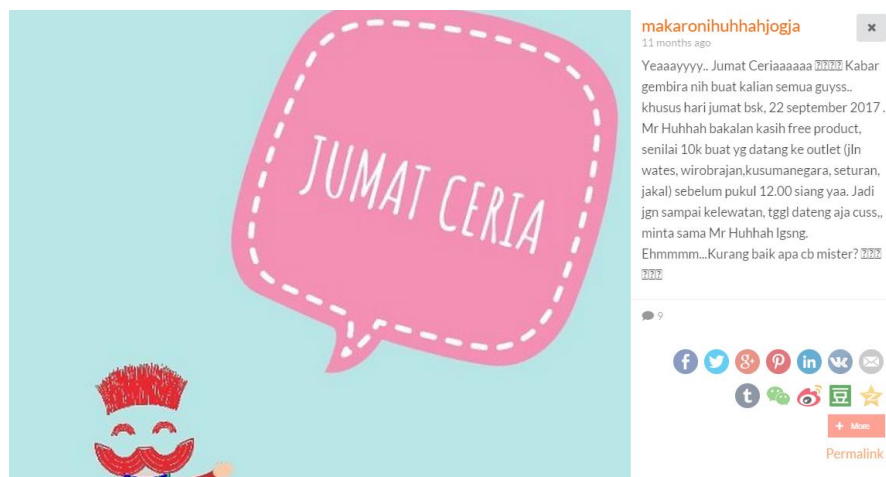 JUMAT CERIA
makaronihuhhahjogja
11 months ago
Yeaaayyyy.. Jumat Ceriaaaaaa Kabar
gembira nih buat kalian semua guyss..
khusus hari jumat bsk, 22 september 2017 .
Mr Huhhah bakalan kasih free product,
senilai 10k buat yg datang ke outlet (jln
wates, wirobrajan,kusumanegara, seturan,
jakal) sebelum pukul 12.00 siang yaa. Jadi
jgn sampai kelewatan, tggl dateng aja cuss,,
minta sama Mr Huhhah lgsng.
Ehmmmm...Kurang baik apa cb mister?
9
+ More
Permalink